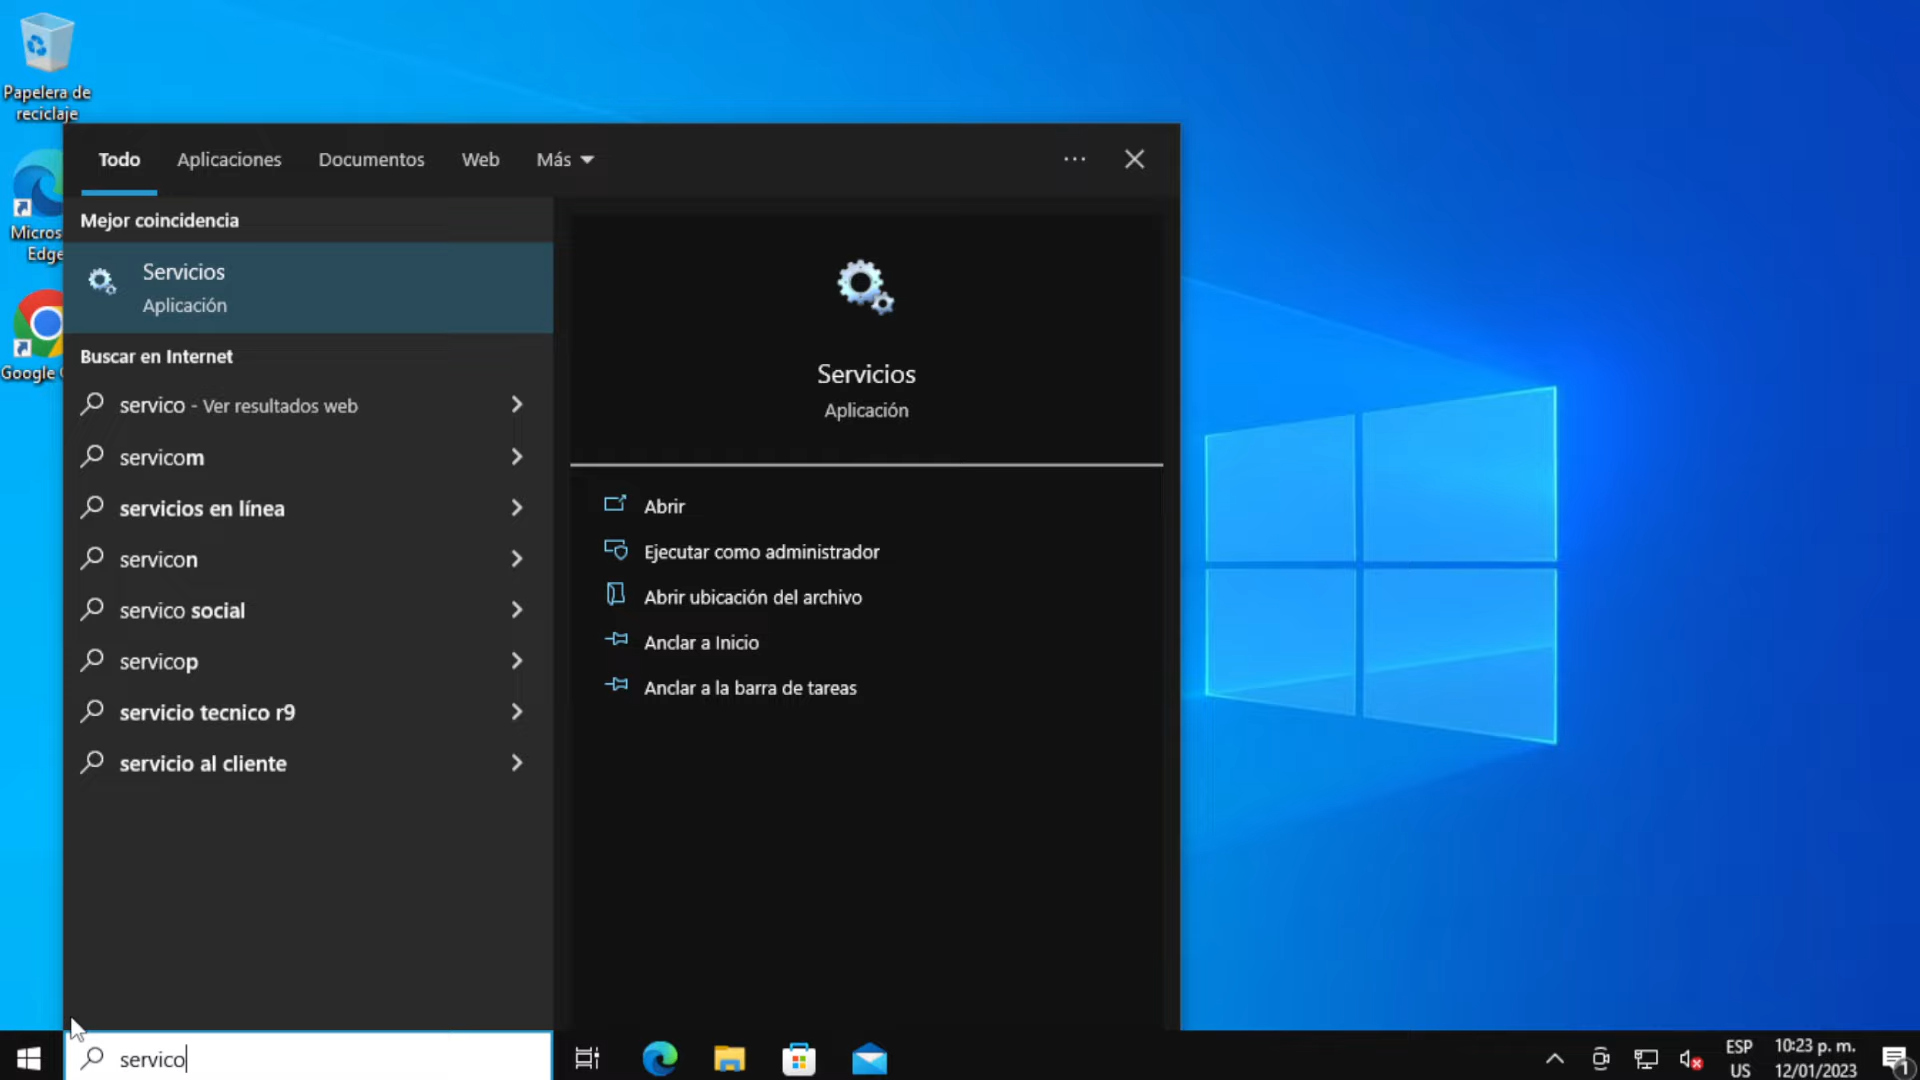 Papelera de
reciclaje
Micros
Edge
Google
Todo Aplicaciones Documentos Web Más
Mejor coincidencia
Servicios
Aplicación
Buscar en Internet
servico - Ver resultados web
servicom
servicios en línea
servicon
servico social
servicop
servicio tecnico r9
servicio al cliente
Servicios
Aplicación
Abrir
Ejecutar como administrador
Abrir ubicación del archivo
Anclar a Inicio
Anclar a la barra de tareas
servico
ESP
US
10:23 p. m.
12/01/2023
1